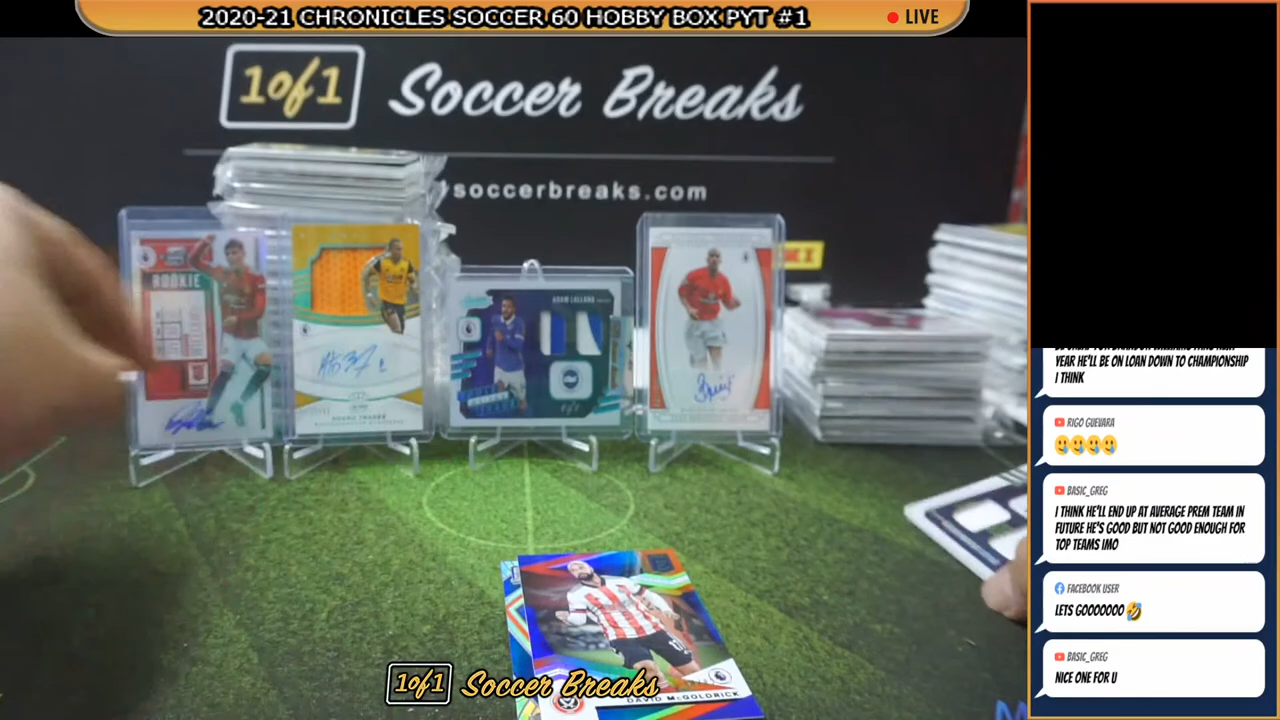 2020-21 CHRONICLES SOCCER 60 HOBBY BOX PYT #1
LIVE
1of1 Soccer Breaks
soccerbreaks.com
ROOKIE
ADAM LALLANA
DAVID McGOLDRICK
1of1 Soccer Breaks
YEAR HE'LL BE ON LOAN DOWN TO CHAMPIONSHIP
I THINK
RIGO GUEVARA
BASIC_GREG
I THINK HE'LL END UP AT AVERAGE PREM TEAM IN
FUTURE HE'S GOOD BUT NOT GOOD ENOUGH FOR
TOP TEAMS IMO
FACEBOOK USER
LETS GOOOOOOO
BASIC_GREG
NICE ONE FOR U